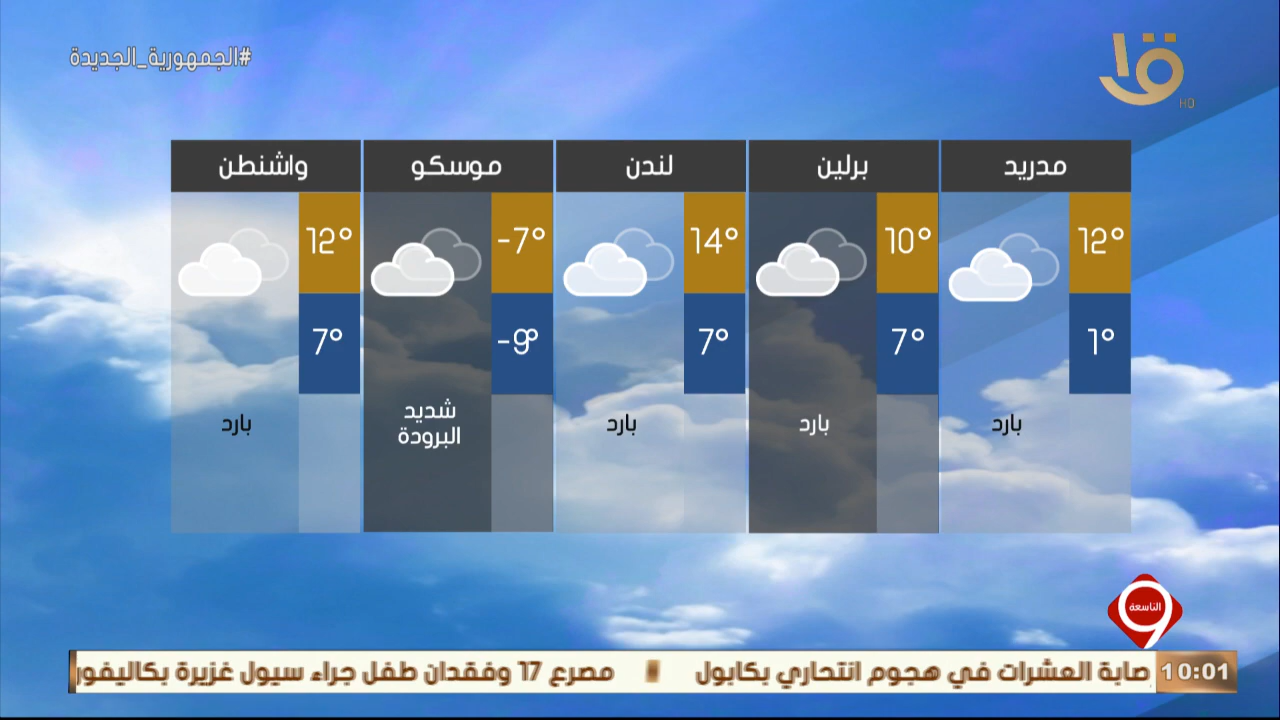 #الجمهورية_الجديدة
HD
مدريد
12°
1°
بارد
برلين
10°
7°
بارد
لندن
14°
7°
بارد
موسكو
-7°
-9°
شديد
البرودة
واشنطن
12°
7°
بارد
التاسعة
9
10:01
صابة العشرات في هجوم انتحاري بكابول
مصرع 17 وفقدان طفل جراء سيول غزيرة بكاليفور